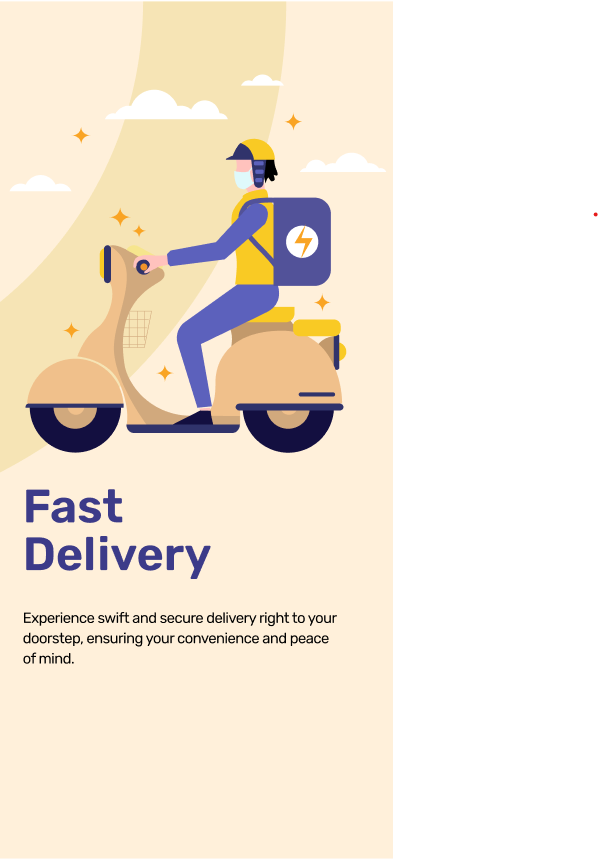 Fast
Delivery
Experience swift and secure delivery right to your
doorstep, ensuring your convenience and peace
of mind.